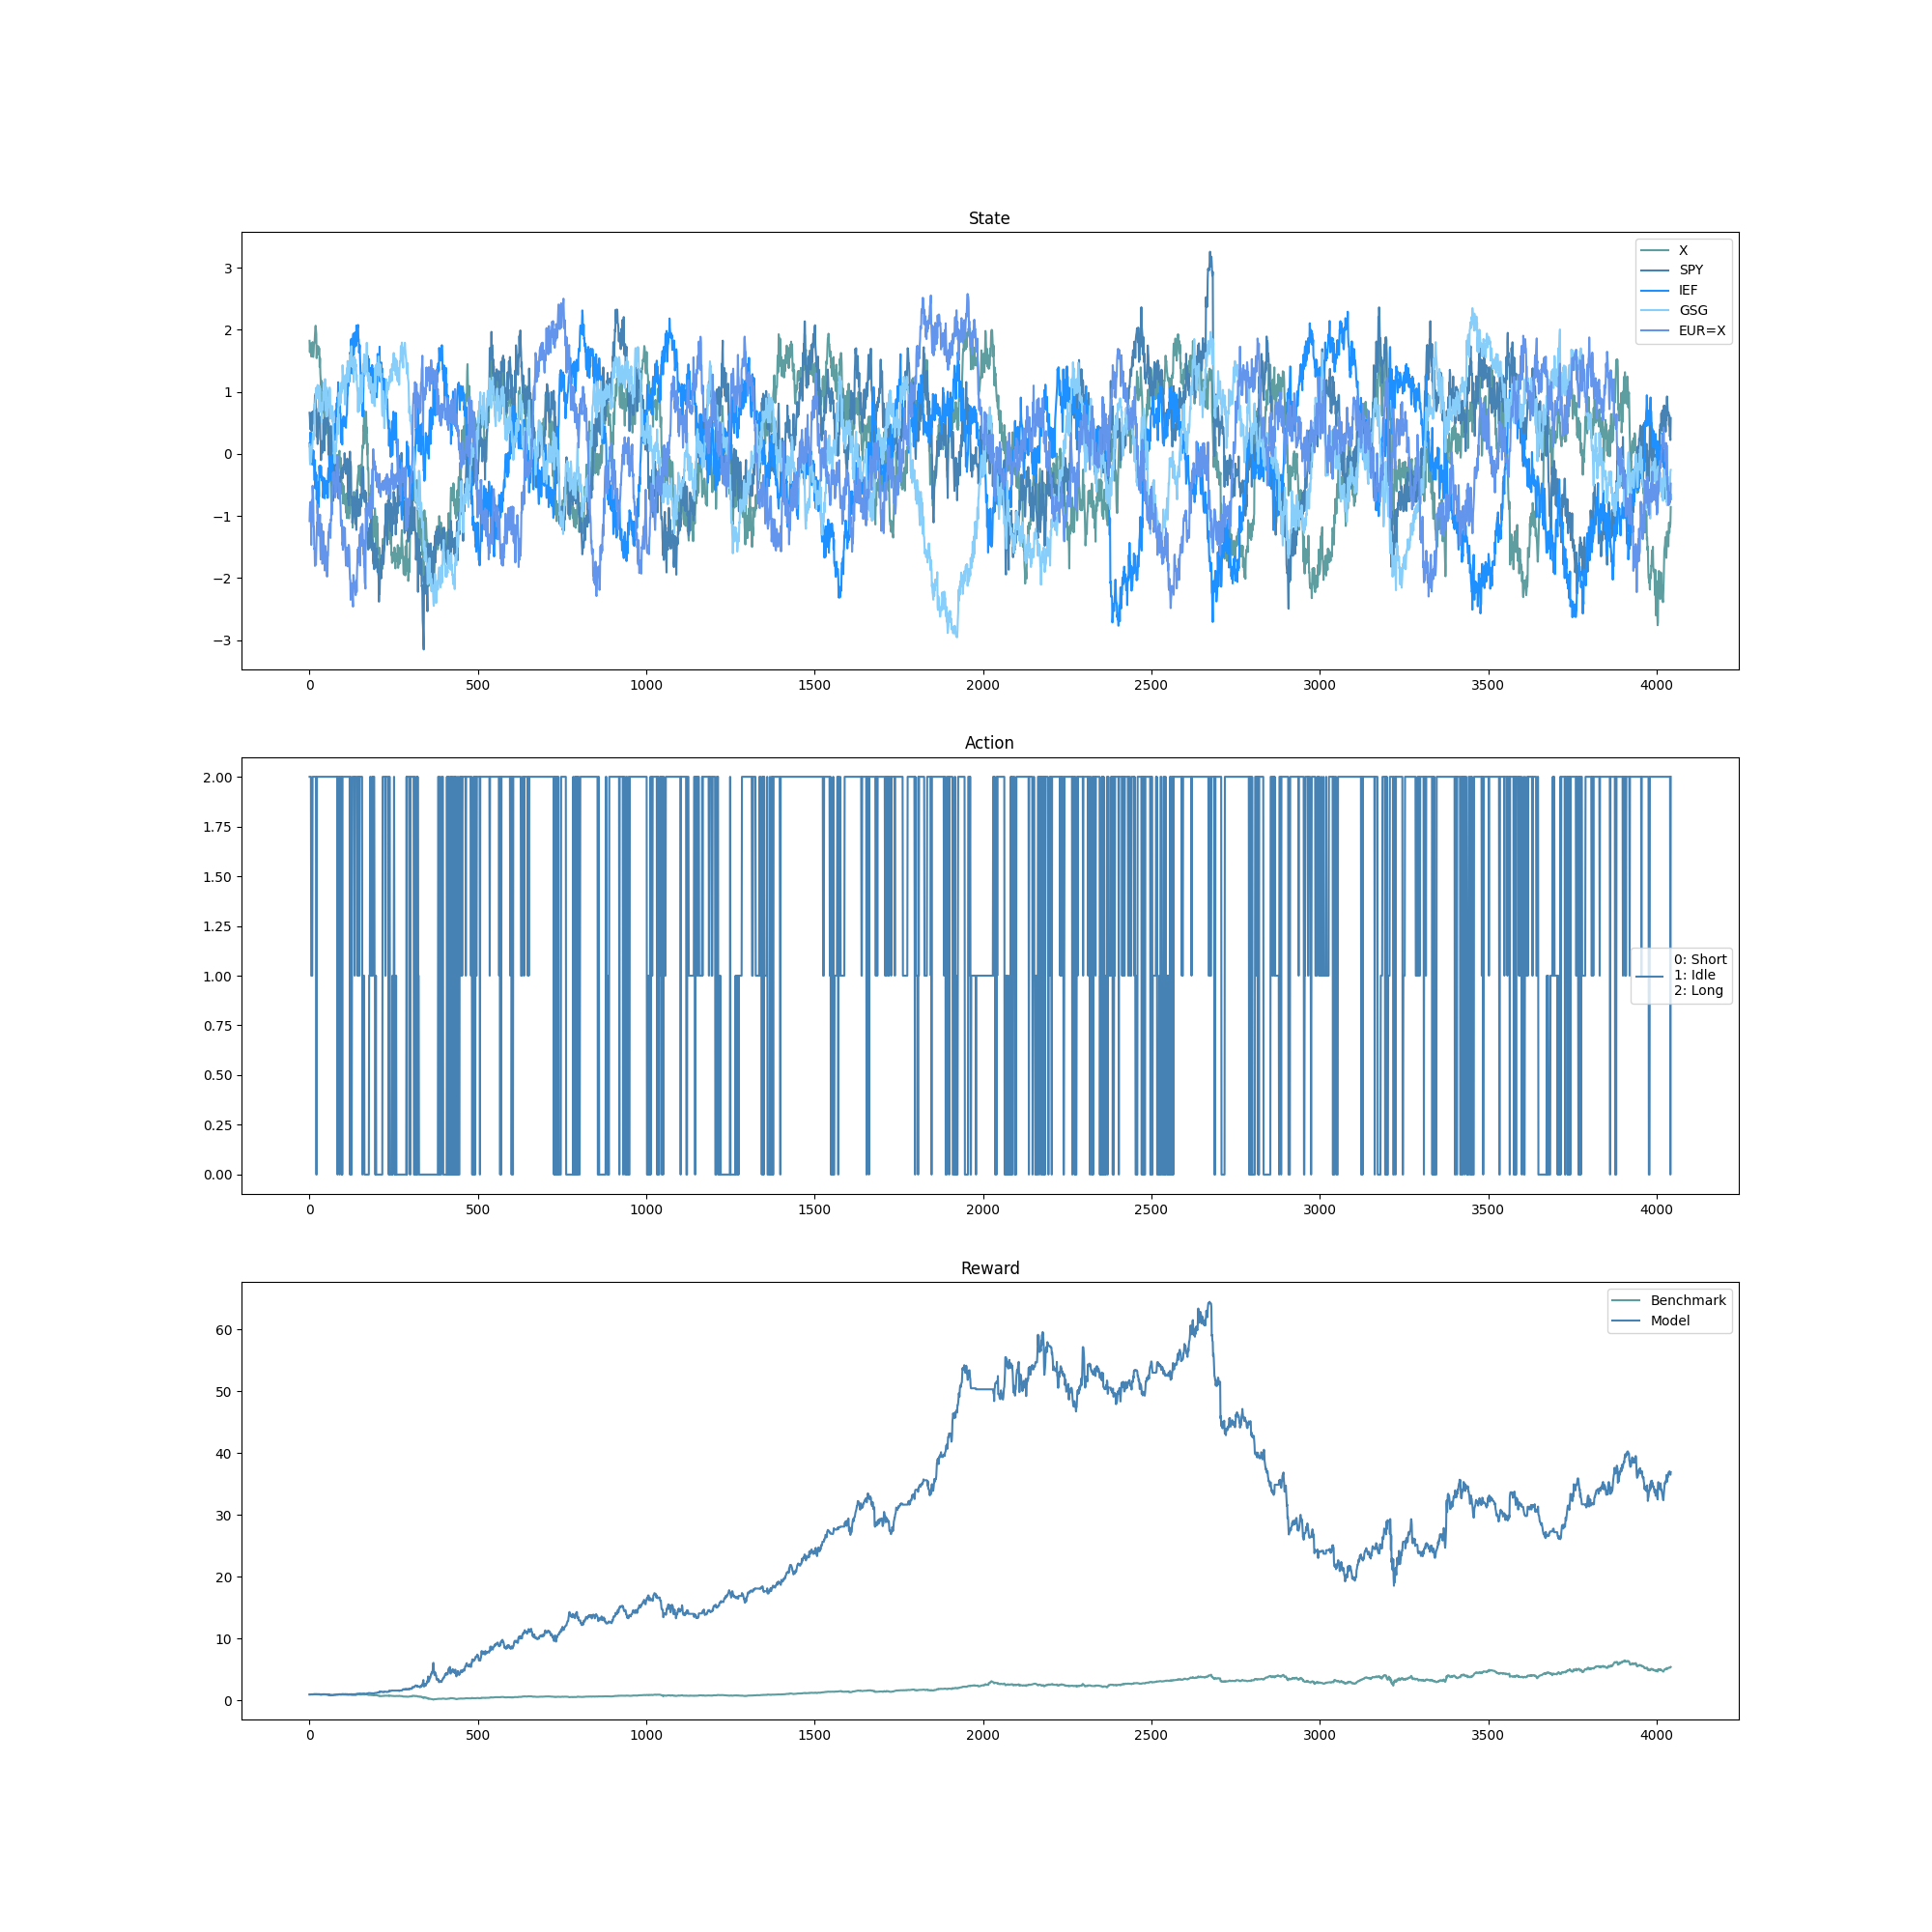 State
3
2
1
0
−1
−2
−3
X
SPY
IEF
GSG
EUR=X
0 500 1000 1500 2000 2500 3000 3500 4000
Action
2.00
1.75
1.50
1.25
1.00
0.75
0.50
0.25
0.00
0: Short
1: Idle
2: Long
0 500 1000 1500 2000 2500 3000 3500 4000
Reward
60
50
40
30
20
10
0
Benchmark
Model
0 500 1000 1500 2000 2500 3000 3500 4000